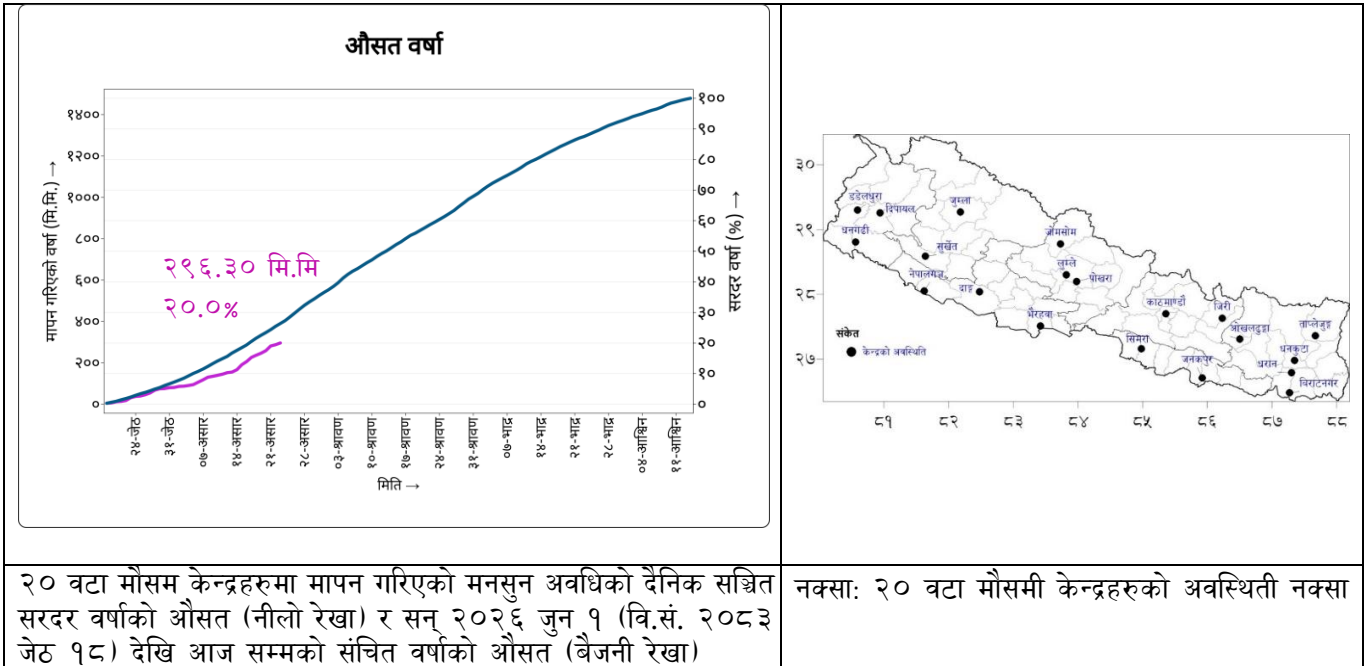 औसत वर्षा
मापन गरिएको वर्षा (मि.मि.) →
१४००
१२००
१०००
८००
६००
४००
२००
०
२९६.३० मि.मि
२०.०%
१००
९०
८०
७०
६०
५०
४०
३०
२०
१०
०
सरदर वर्षा (%) →
२४-जेठ
३१-जेठ
०७-असार
१४-असार
२१-असार
२८-असार
०३-श्रावण
१०-श्रावण
१७-श्रावण
२४-श्रावण
३१-श्रावण
०७-भाद्र
१४-भाद्र
२१-भाद्र
२८-भाद्र
०४-आश्विन
११-आश्विन
मिति →
३०
२९
२८
२७
डडेलधुरा
दिपायल
जुम्ला
धनगढी
सुर्खेत
जोमसोम
नेपालगञ्ज
दाङ्ग
लुम्ले
पोखरा
भैरहवा
काठमाण्डौ
जिरी
सिमरा
ओखलढुङ्गा
ताप्लेजुङ्ग
जनकपुर
धनकुटा
धरान
विराटनगर
संकेत
केन्द्रको अवस्थिति
८१
८२
८३
८४
८५
८६
८७
८८
२० वटा मौसम केन्द्रहरुमा मापन गरिएको मनसुन अवधिको दैनिक सञ्चित
सरदर वर्षाको औसत (नीलो रेखा) र सन् २०२६ जुन १ (वि.सं. २०८३
जेठ १८) देखि आज सम्मको संचित वर्षाको औसत (बैजनी रेखा)
नक्सा: २० वटा मौसमी केन्द्रहरुको अवस्थिती नक्सा